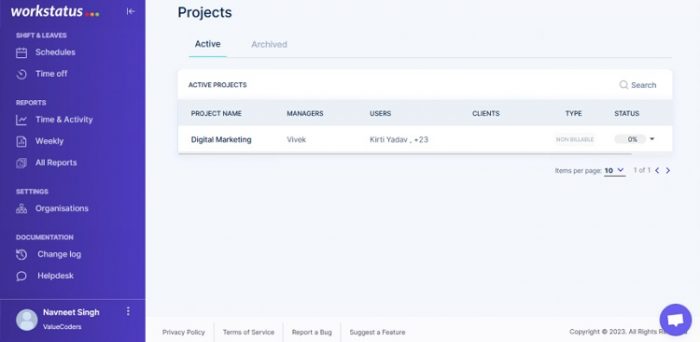 workstatus
SHIFT & LEAVES
Schedules
Time off
REPORTS
Time & Activity
Weekly
All Reports
SETTINGS
Organisations
DOCUMENTATION
Change log
Helpdesk
Navneet Singh
ValueCoders
Projects
Active Archived
ACTIVE PROJECTS Search
PROJECT NAME MANAGERS USERS CLIENTS TYPE STATUS
Digital Marketing Vivek Kirti Yadav , +23 NON BILLABLE 0%
Items per page: 10 1 of 1
Privacy Policy Terms of Service Report a Bug Suggest a Feature Copyright © 2023. All Rights